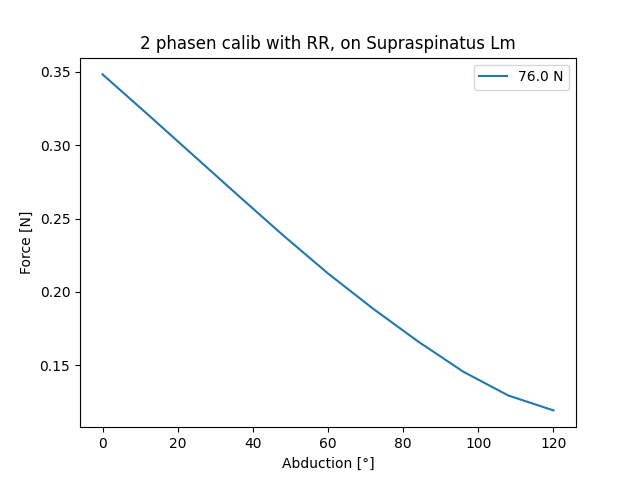 2 phasen calib with RR, on Supraspinatus Lm
76.0 N
0.35
0.30
0.25
0.20
0.15
Force [N]
0 20 40 60 80 100 120
Abduction [°]